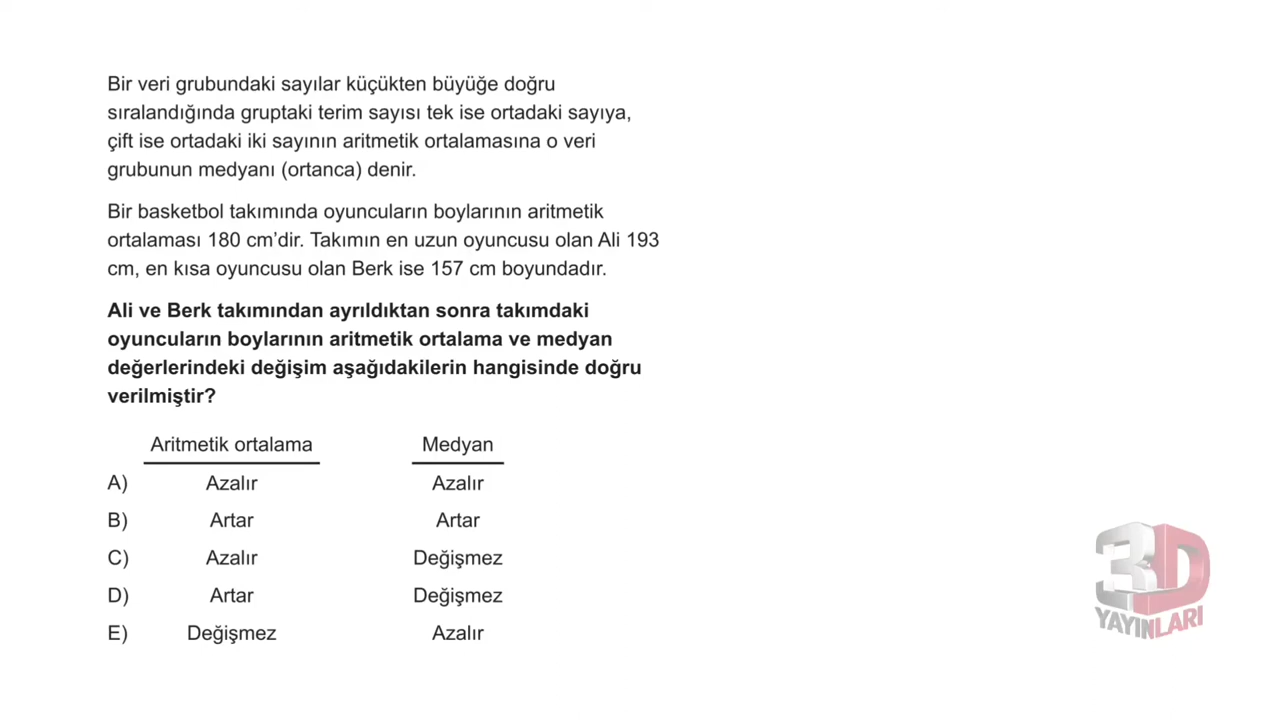 Bir veri grubundaki sayılar küçükten büyüğe doğru
sıralandığında gruptaki terim sayısı tek ise ortadaki sayıya,
çift ise ortadaki iki sayının aritmetik ortalamasına o veri
grubunun medyanı (ortanca) denir.
Bir basketbol takımında oyuncuların boylarının aritmetik
ortalaması 180 cm’dir. Takımın en uzun oyuncusu olan Ali 193
cm, en kısa oyuncusu olan Berk ise 157 cm boyundadır.
Ali ve Berk takımından ayrıldıktan sonra takımdaki
oyuncuların boylarının aritmetik ortalama ve medyan
değerlerindeki değişim aşağıdakilerin hangisinde doğru
verilmiştir?
Aritmetik ortalama Medyan
A) Azalır Azalır
B) Artar Artar
C) Azalır Değişmez
D) Artar Değişmez
E) Değişmez Azalır
3D
YAYINLARI